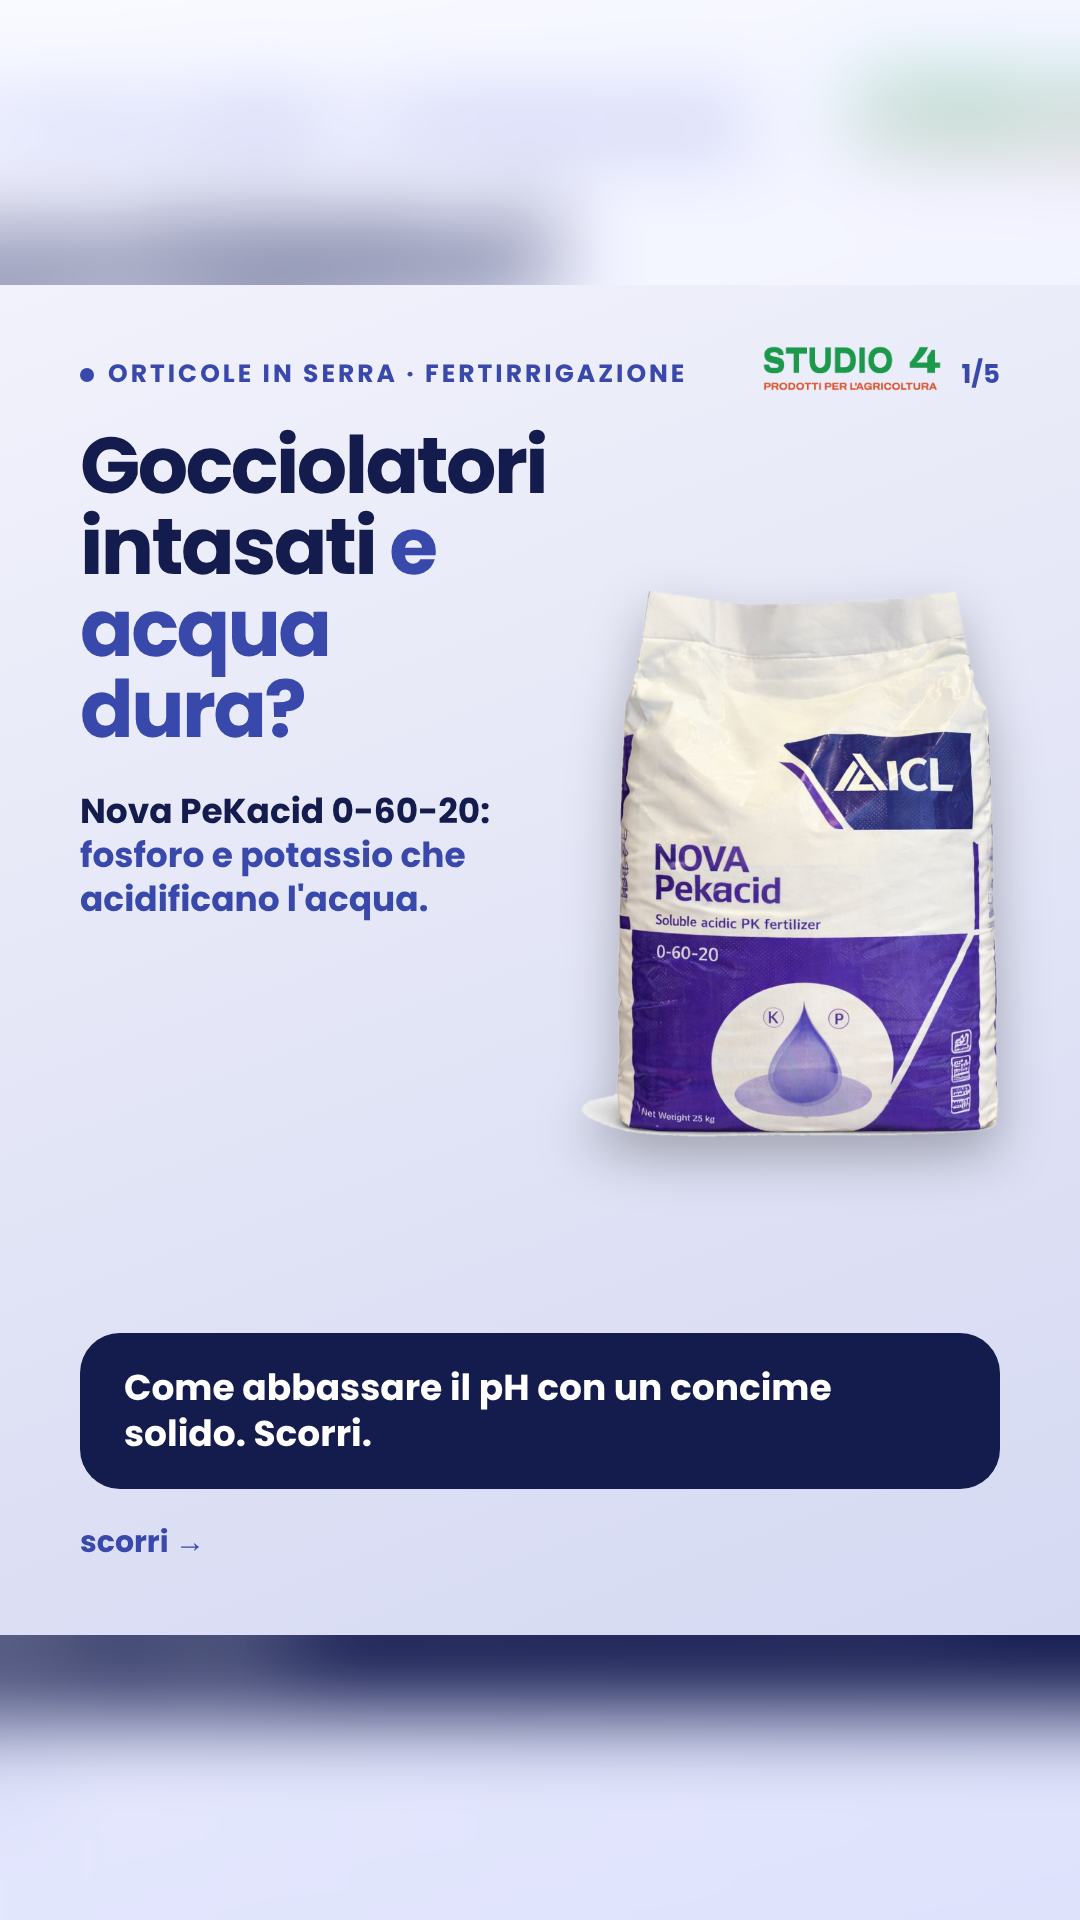 ORTICOLE IN SERRA · FERTIRRIGAZIONE
STUDIO 4
PRODOTTI PER L'AGRICOLTURA
1/5
Gocciolatori
intasati e
acqua
dura?
Nova PeKacid 0-60-20:
fosforo e potassio che
acidificano l'acqua.
ICL
NOVA
Pekacid
Soluble acidic PK fertilizer
0-60-20
K
P
Net Weight 25 kg
Come abbassare il pH con un concime
solido. Scorri.
scorri →